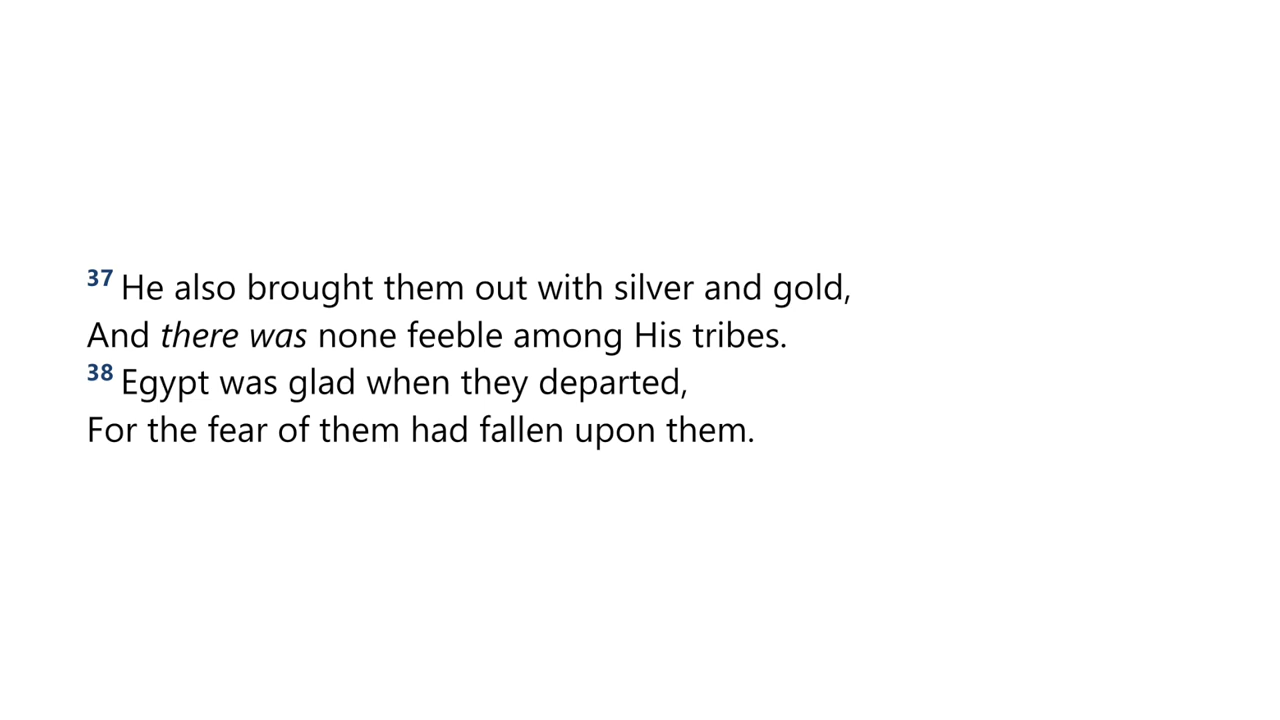 37 He also brought them out with silver and gold,
And there was none feeble among His tribes.
38 Egypt was glad when they departed,
For the fear of them had fallen upon them.